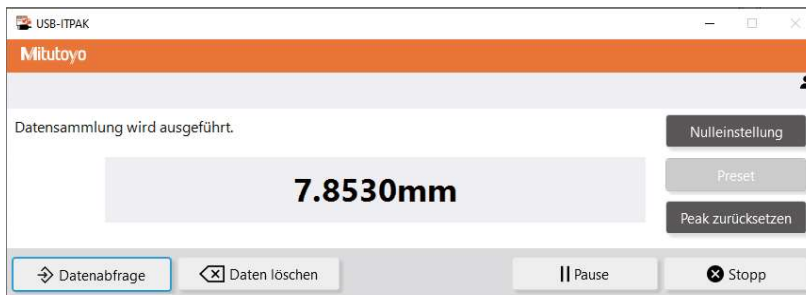 USB-ITPAK
Mitutoyo
Datensammlung wird ausgeführt.
Nulleinstellung
7.8530mm
Preset
Peak zurücksetzen
Datenabfrage
Daten löschen
Pause
Stopp